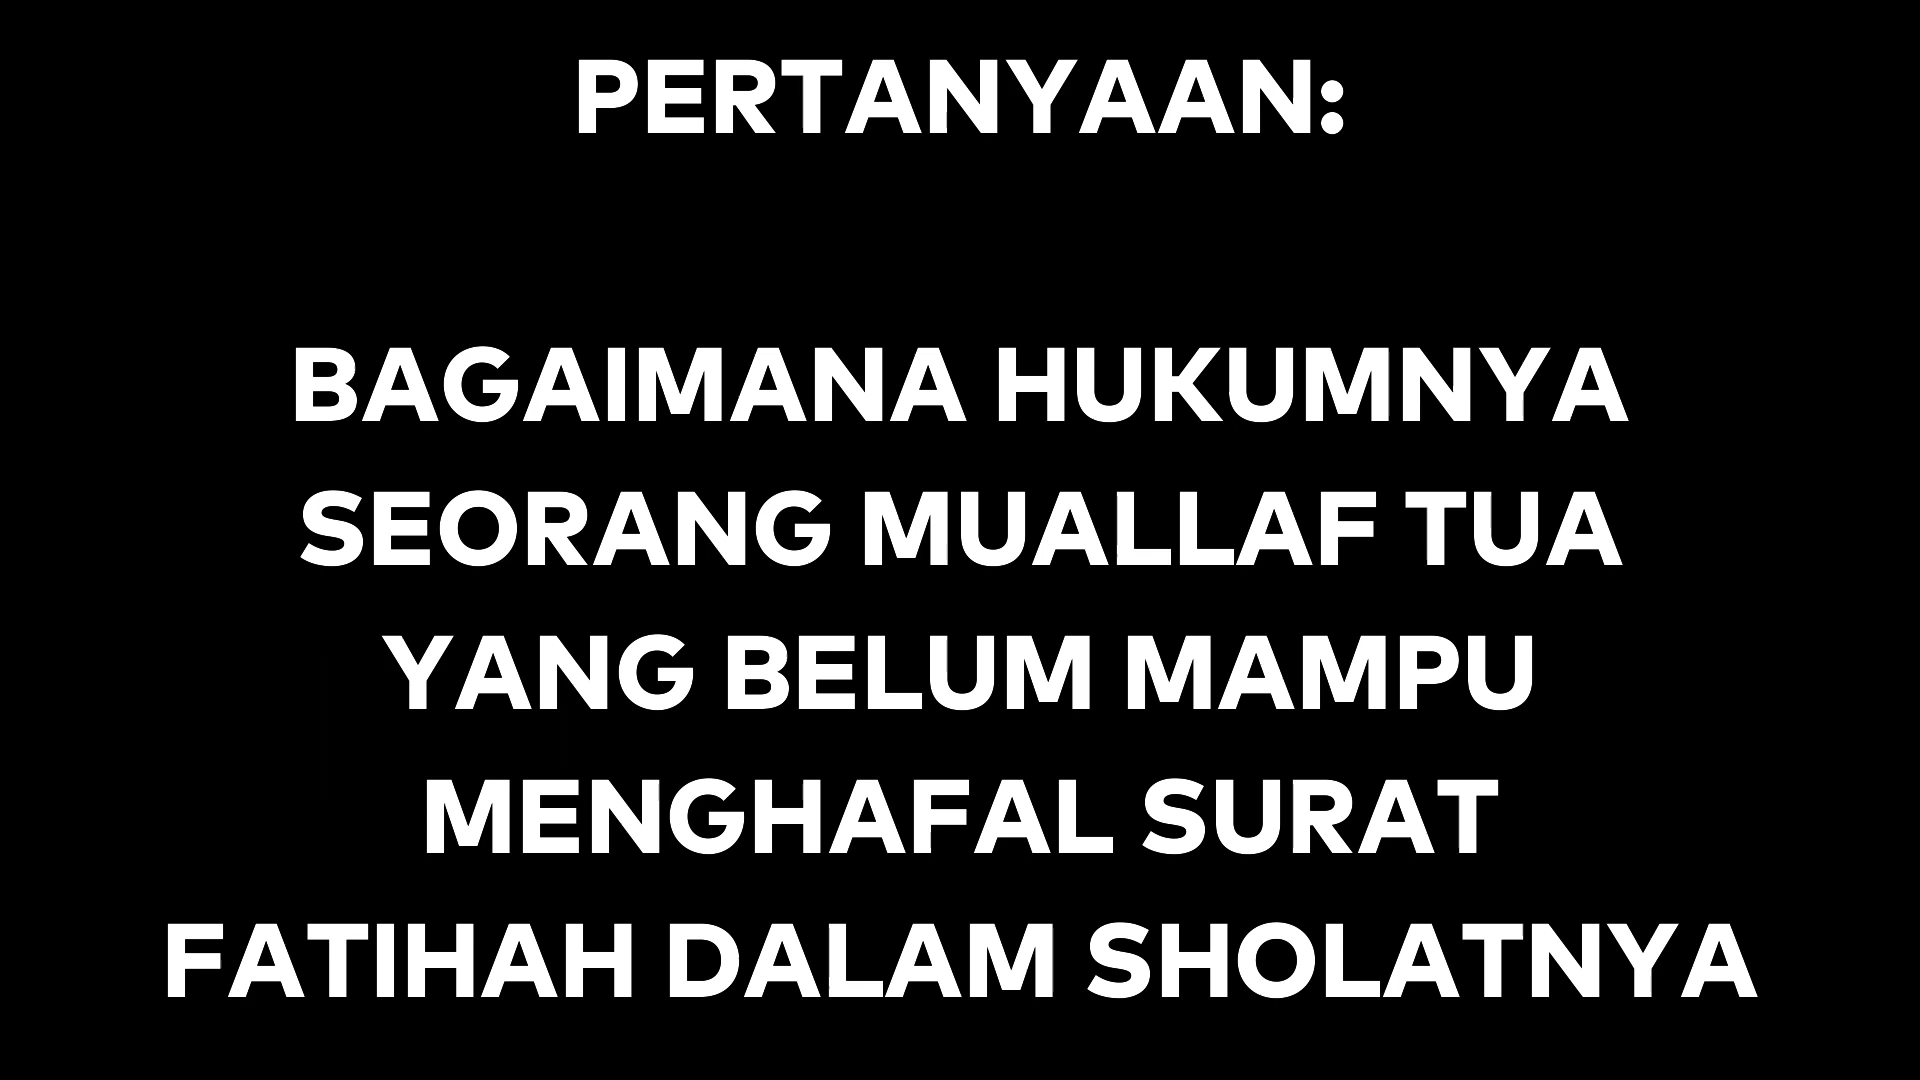 PERTANYAAN:
BAGAIMANA HUKUMNYA
SEORANG MUALLAF TUA
YANG BELUM MAMPU
MENGHAFAL SURAT
FATIHAH DALAM SHOLATNYA